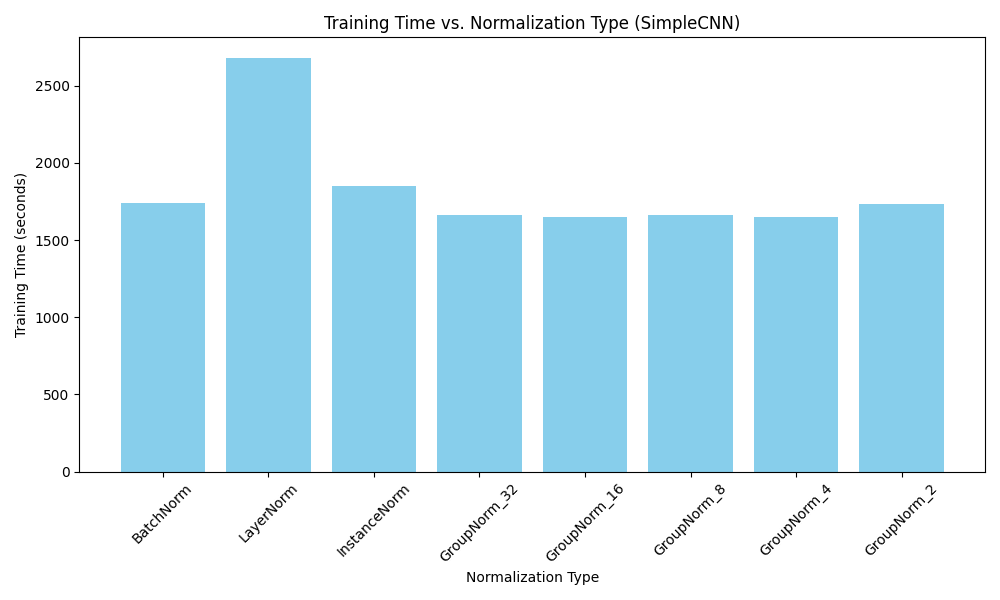 Training Time vs. Normalization Type (SimpleCNN)
Training Time (seconds)
2500
2000
1500
1000
500
0
BatchNorm
LayerNorm
InstanceNorm
GroupNorm_32
GroupNorm_16
GroupNorm_8
GroupNorm_4
GroupNorm_2
Normalization Type